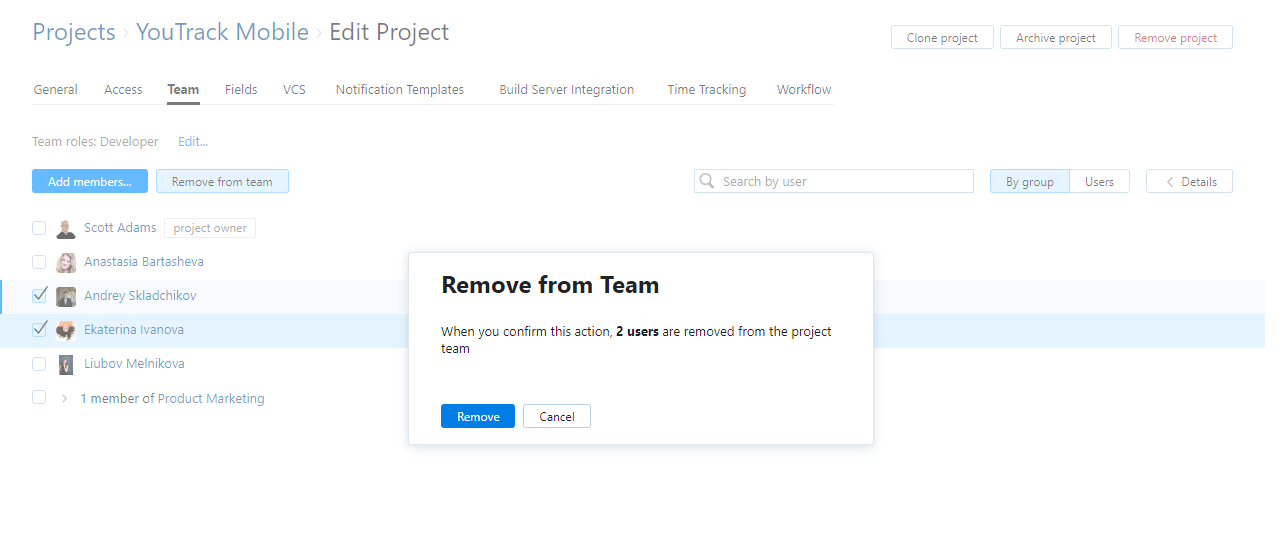 Projects › YouTrack Mobile › Edit Project
Clone project Archive project Remove project
General Access Team Fields VCS Notification Templates Build Server Integration Time Tracking Workflow
Team roles: Developer Edit...
Add members... Remove from team Search by user By group Users Details
Scott Adams project owner
Anastasia Bartasheva
Andrey Skladchikov
Ekaterina Ivanova
Liubov Melnikova
1 member of Product Marketing
Remove from Team
When you confirm this action, 2 users are removed from the project
team
Remove Cancel